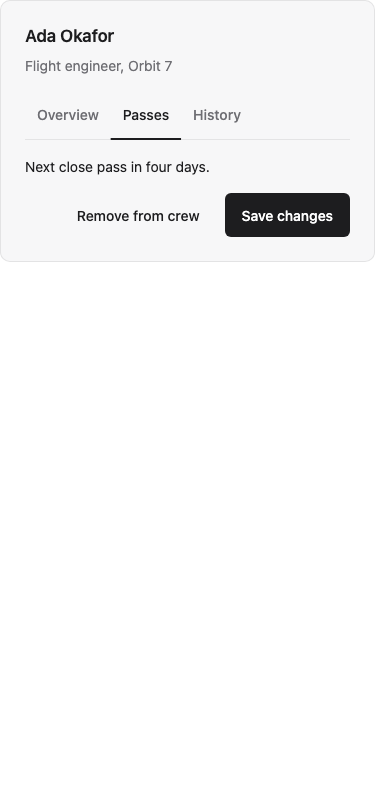 Ada Okafor
Flight engineer, Orbit 7
Overview Passes History
Next close pass in four days.
Remove from crew Save changes